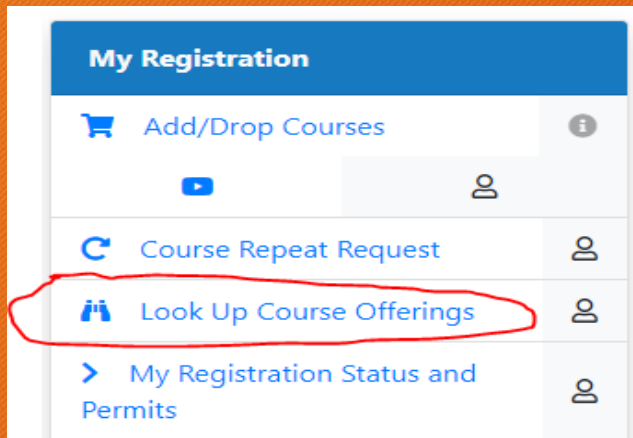 My Registration
Add/Drop Courses
Course Repeat Request
Look Up Course Offerings
My Registration Status and
Permits